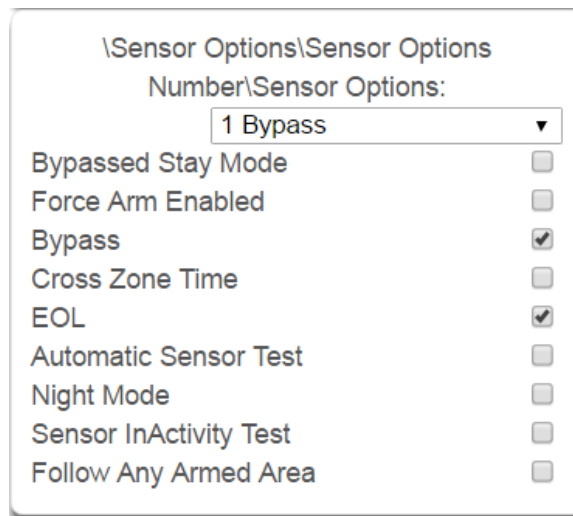 \Sensor Options\Sensor Options
Number\Sensor Options:
1 Bypass
Bypassed Stay Mode
Force Arm Enabled
Bypass
Cross Zone Time
EOL
Automatic Sensor Test
Night Mode
Sensor InActivity Test
Follow Any Armed Area